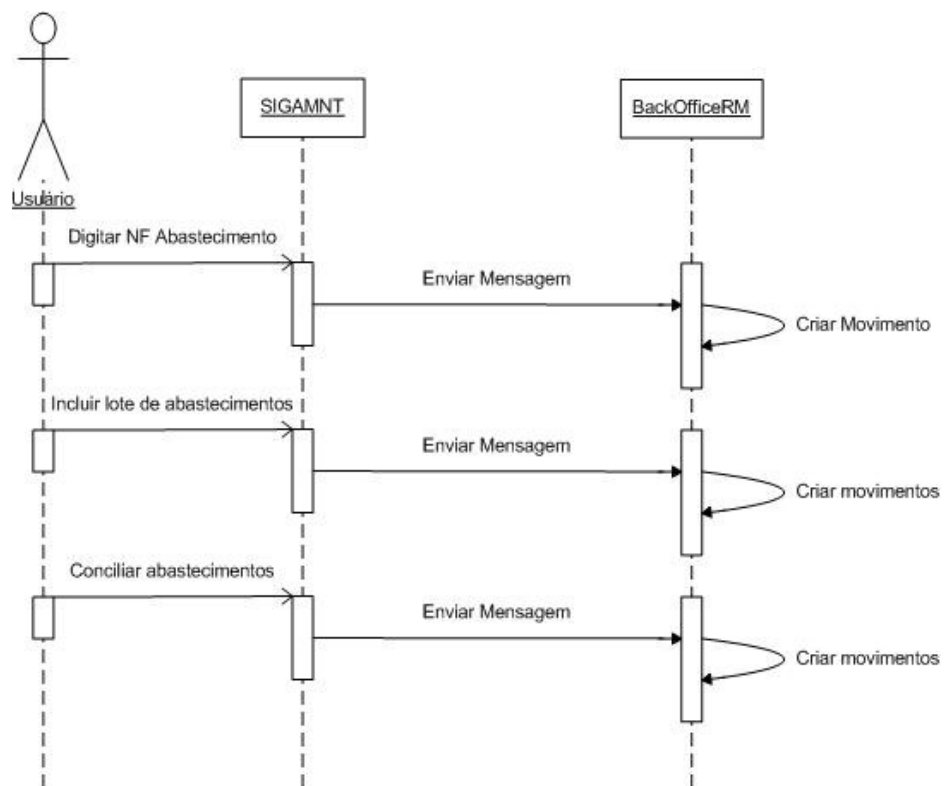 SIGAMNT
BackOfficeRM
Usuário
Digitar NF Abastecimento
Enviar Mensagem
Criar Movimento
Incluir lote de abastecimentos
Enviar Mensagem
Criar movimentos
Conciliar abastecimentos
Enviar Mensagem
Criar movimentos